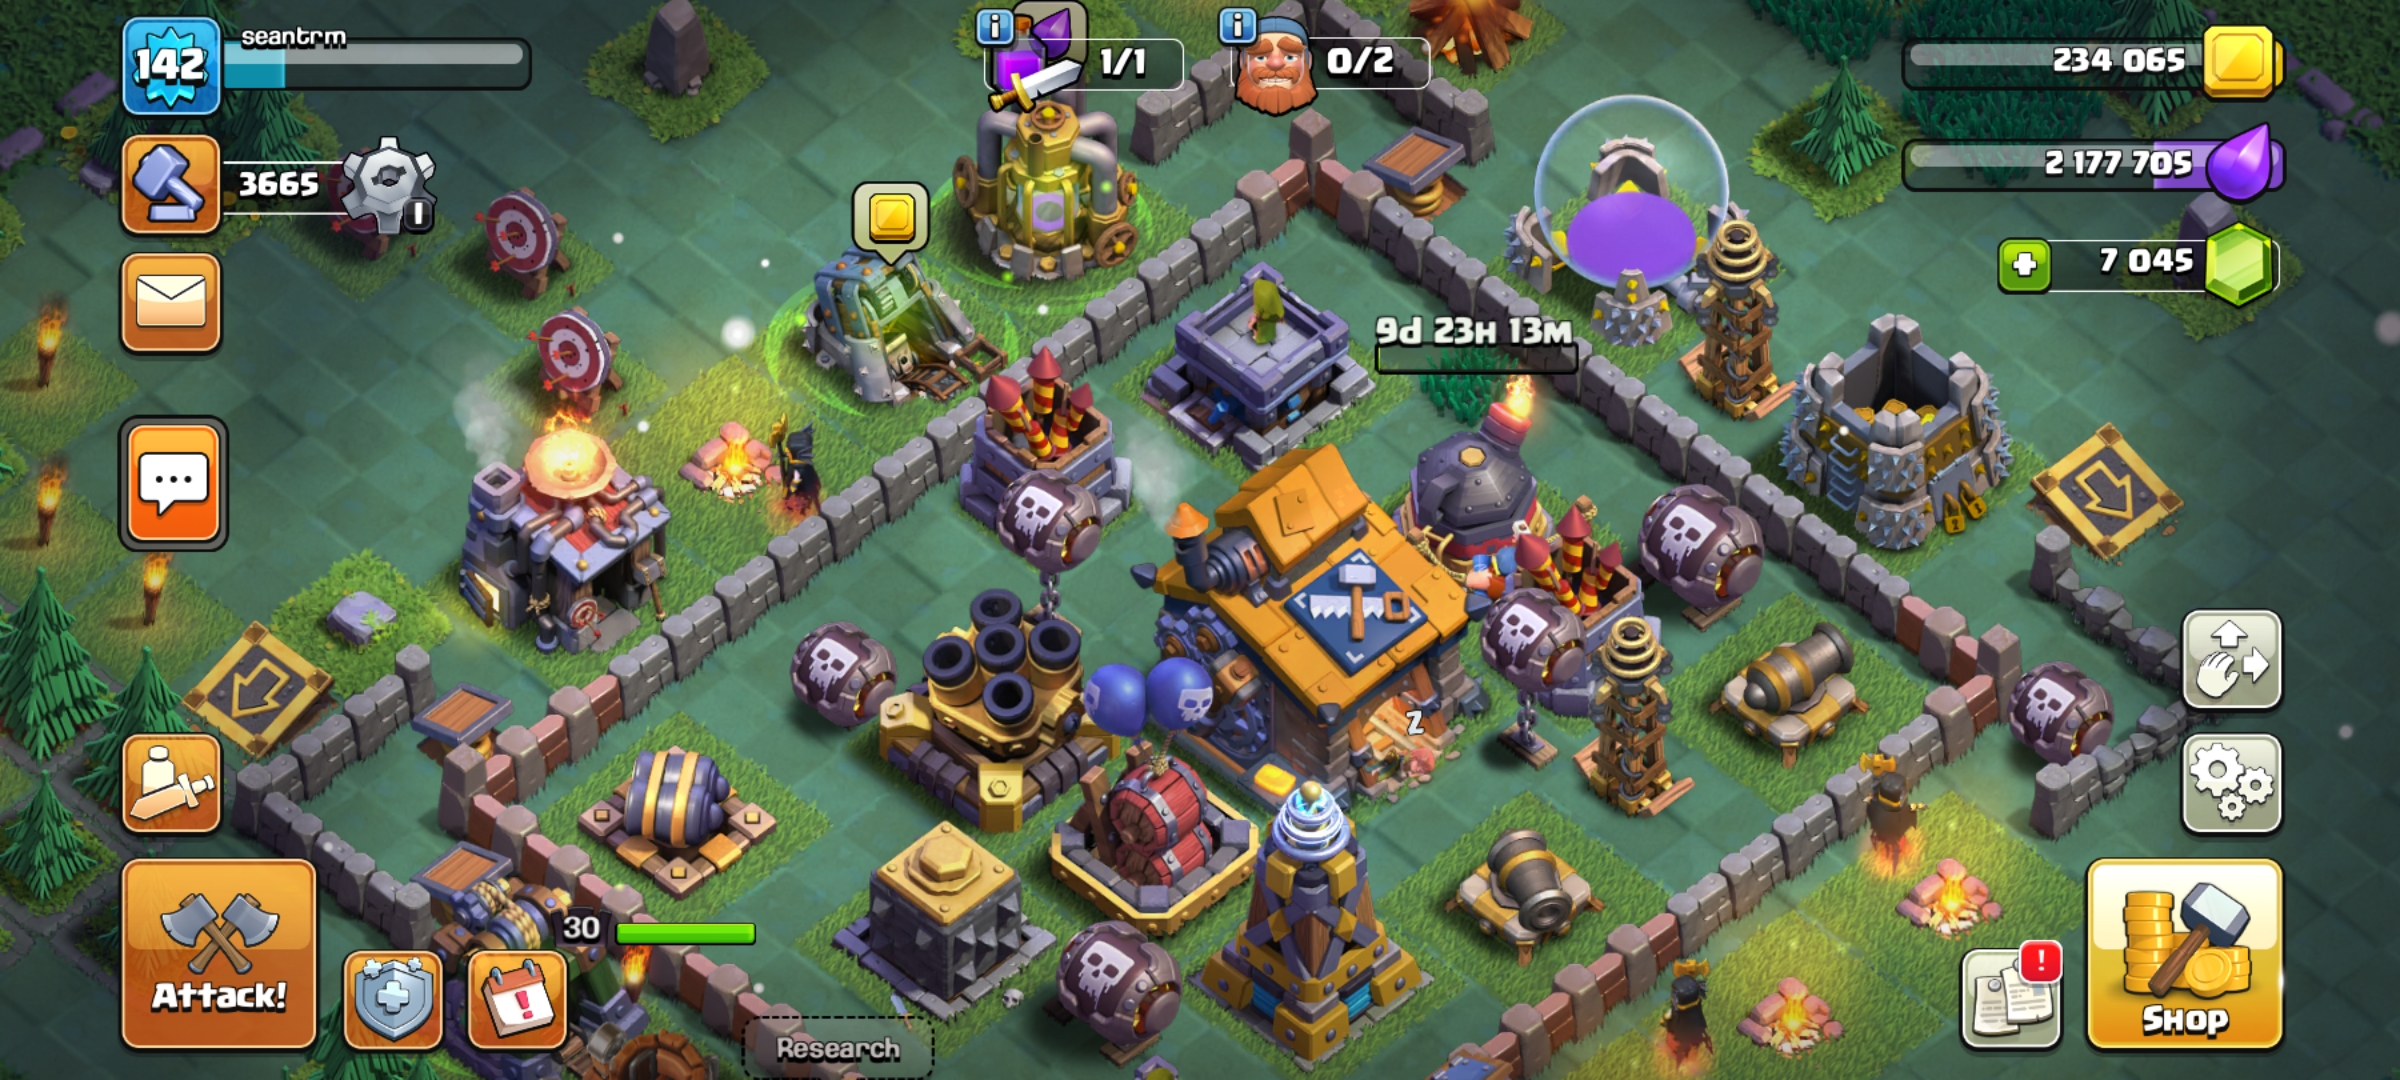 seantrm
142
1/1
0/2
234 065
3665
I
2 177 705
7 045
9d 23H 13M
Z
30
Attack!
Research
!
Shop